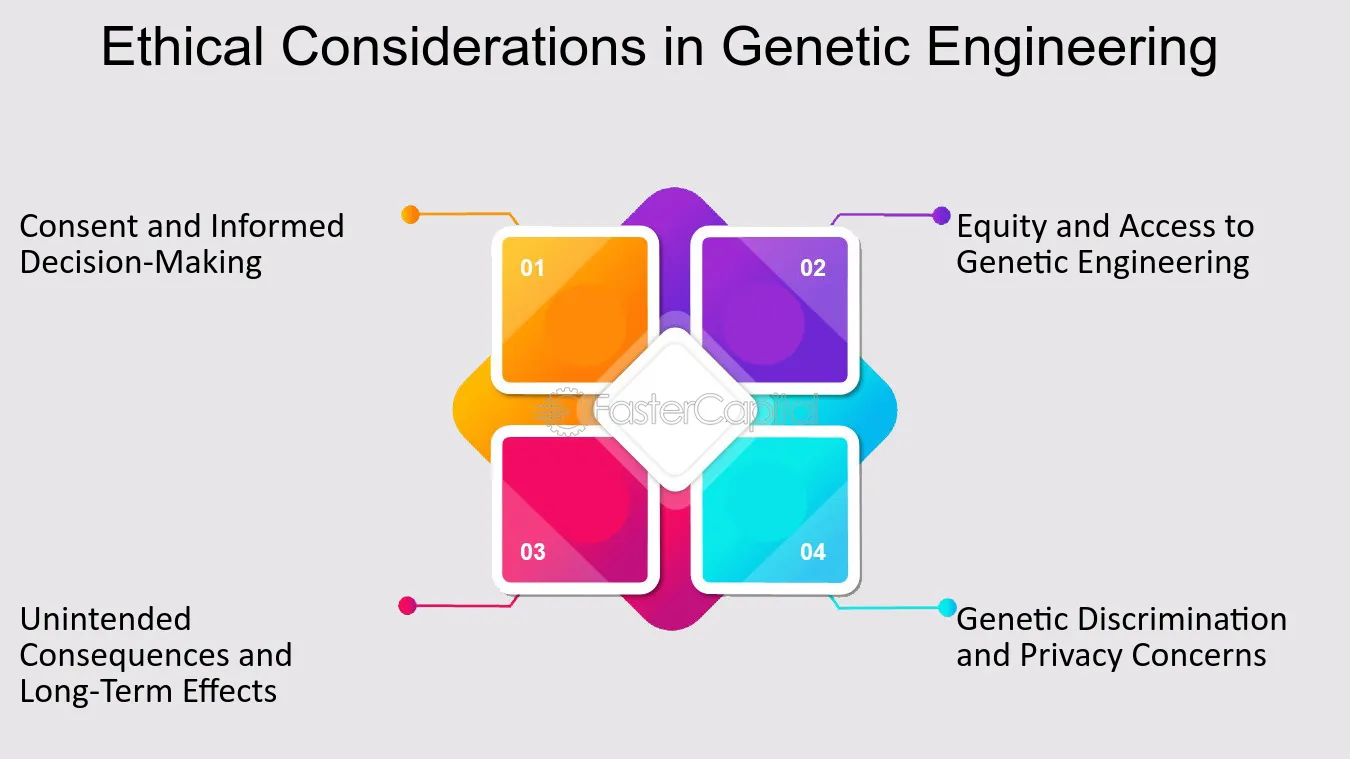 Ethical Considerations in Genetic Engineering
Consent and Informed
Decision-Making
01
02
Equity and Access to
Genetic Engineering
FasterCapital
03
04
Unintended
Consequences and
Long-Term Effects
Genetic Discrimination
and Privacy Concerns